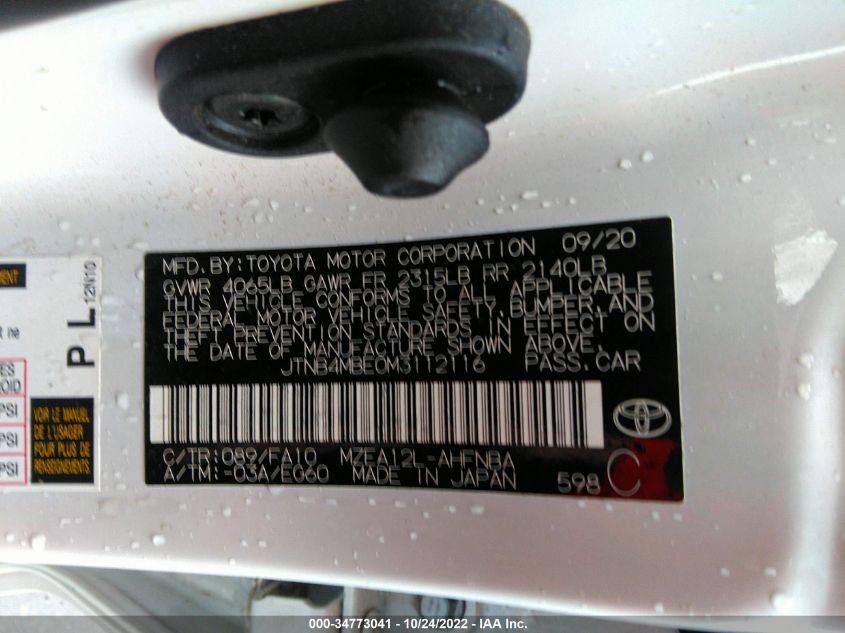 MFD. BY: TOYOTA MOTOR CORPORATION 09/20
GVWR 4065LB GAWR FR 2315LB RR 2140LB
THIS VEHICLE CONFORMS TO ALL APPLICABLE
FEDERAL MOTOR VEHICLE SAFETY, BUMPER, AND
THEFT PREVENTION STANDARDS IN EFFECT ON
THE DATE OF MANUFACTURE SHOWN ABOVE.
JTNB4MBE0M3112116 PASS. CAR
C/TR: 089/FA10 MZEA12L-AHFNBA
A/TM: -03A/EG60 MADE IN JAPAN 598 C
P L
12N10
PSI
PSI
PSI
VOIR LE MANUEL
DE L'USAGER
POUR PLUS DE
RENSEIGNEMENTS
000-34773041 - 10/24/2022 - IAA Inc.